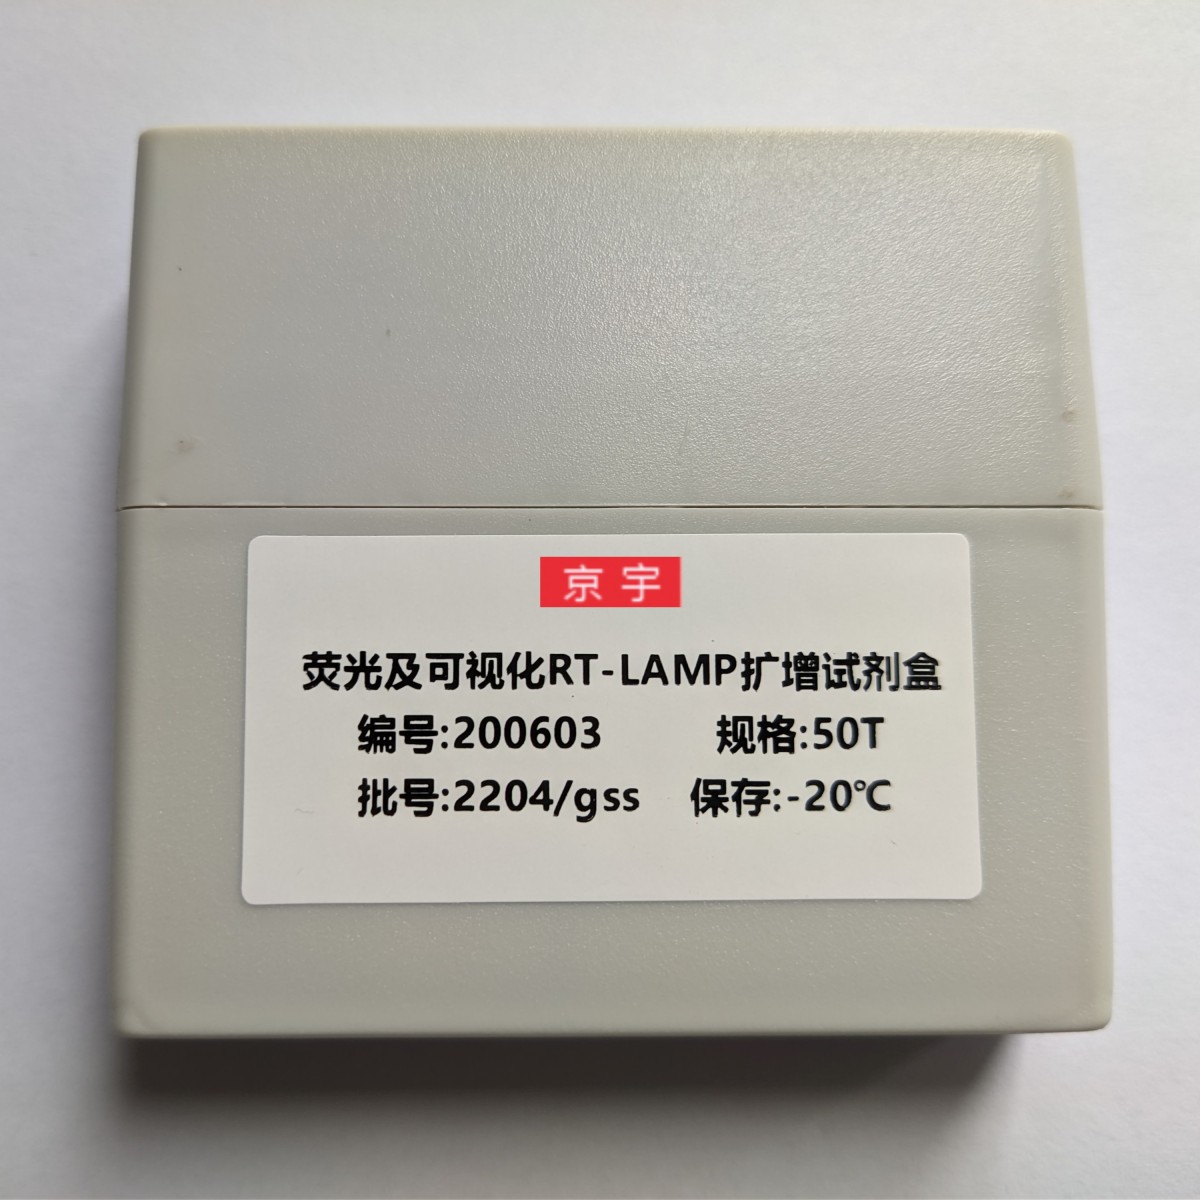 京宇
荧光及可视化RT-LAMP扩增试剂盒
编号:200603 规格:50T
批号:2204/gss 保存:-20℃